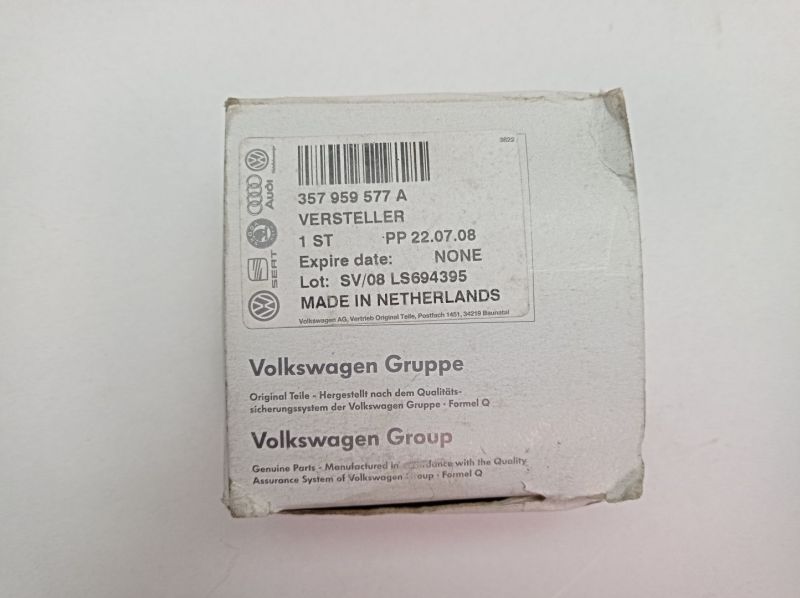 3622
357 959 577 A
VERSTELLER
1 ST PP 22.07.08
Expire date: NONE
Lot: SV/08 LS694395
MADE IN NETHERLANDS
Volkswagen AG, Vertrieb Original Teile, Postfach 1451, 34219 Baunatal
Audi
SEAT
Volkswagen Gruppe
Original Teile - Hergestellt nach dem Qualitäts-
sicherungssystem der Volkswagen Gruppe · Formel Q
Volkswagen Group
Genuine Parts - Manufactured in accordance with the Quality
Assurance System of Volkswagen Group · Formel Q